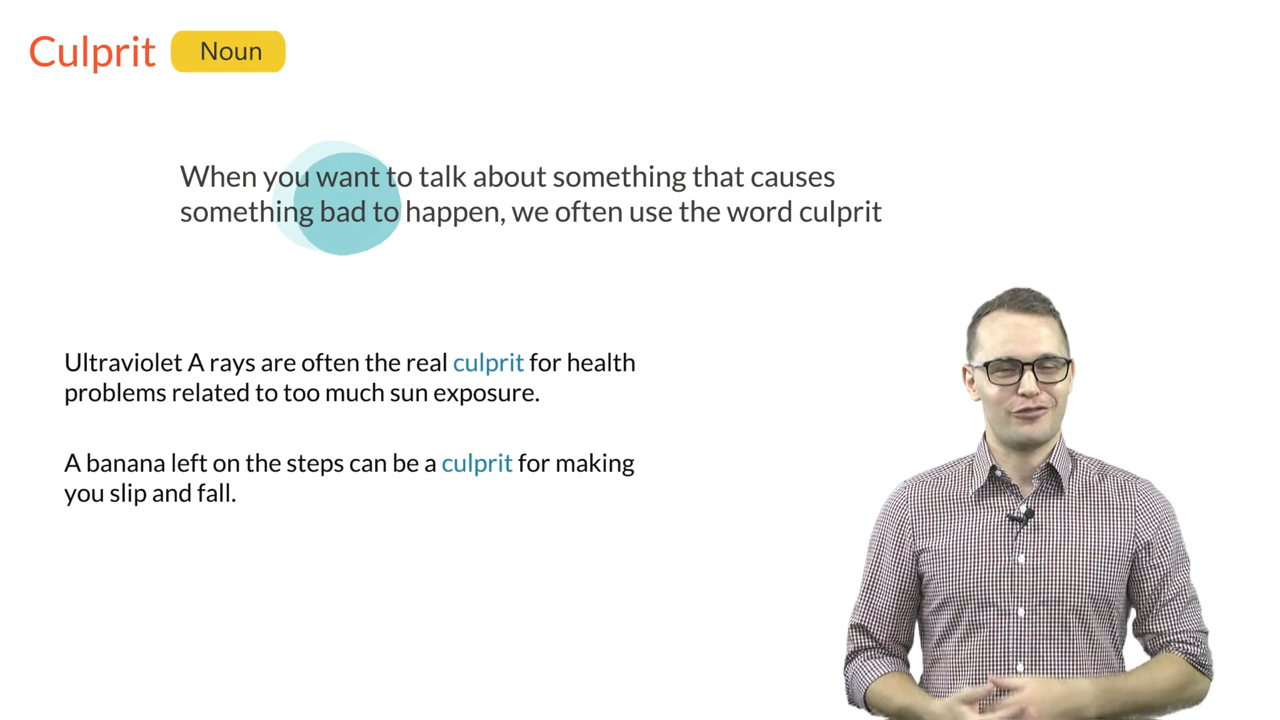 Culprit Noun
When you want to talk about something that causes
something bad to happen, we often use the word culprit
Ultraviolet A rays are often the real culprit for health
problems related to too much sun exposure.
A banana left on the steps can be a culprit for making
you slip and fall.